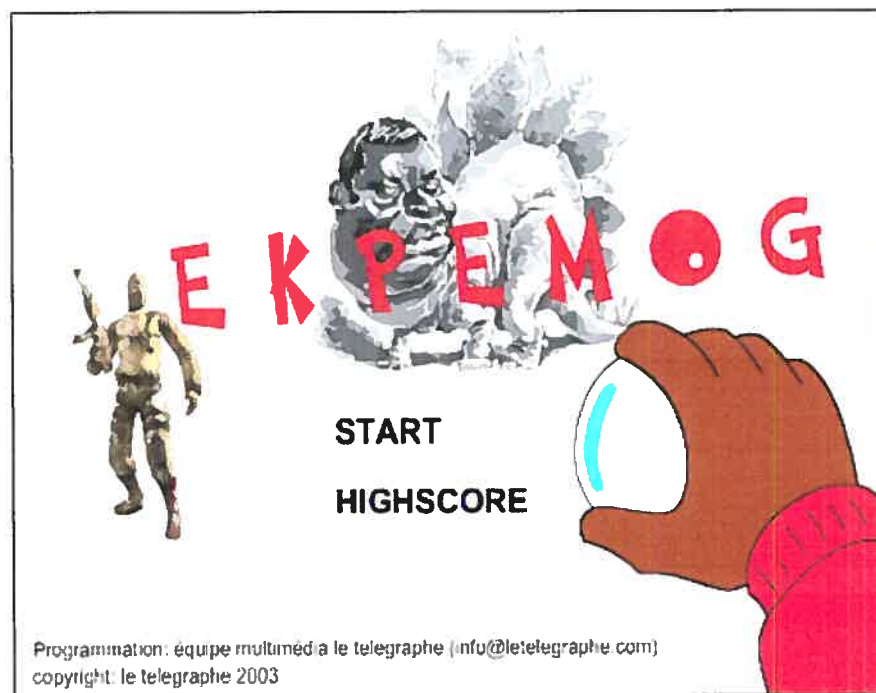 EKPEMOG
START
HIGHSCORE
Programmation: équipe multimédia le telegraphe (info@letelegraphe.com)
copyright: le telegraphe 2003